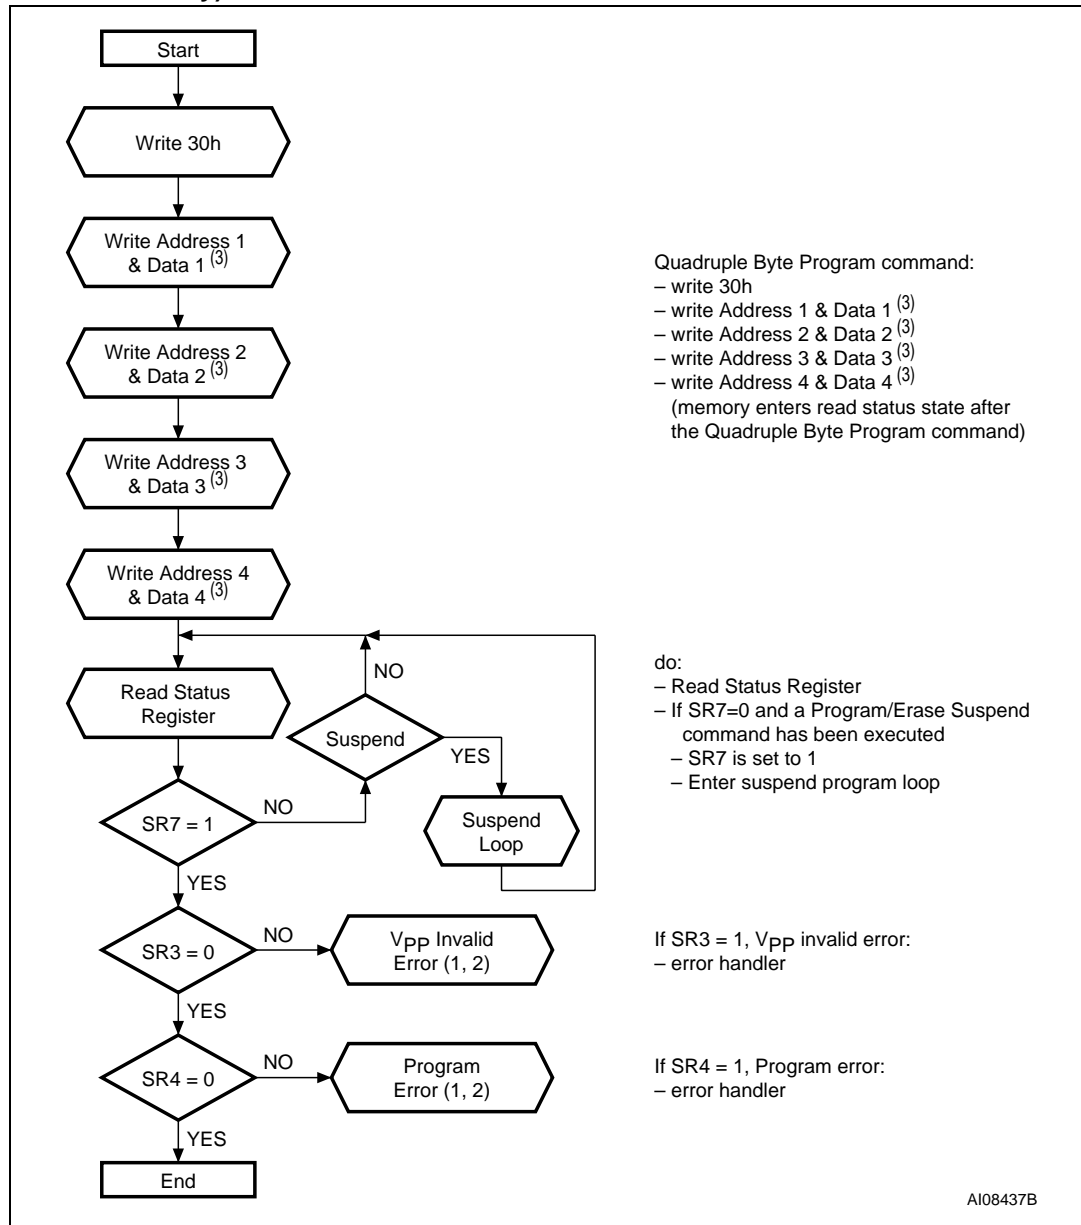 Start
Write 30h
Write Address 1
& Data 1 (3)
Write Address 2
& Data 2 (3)
Write Address 3
& Data 3 (3)
Write Address 4
& Data 4 (3)
Quadruple Byte Program command:
– write 30h
– write Address 1 & Data 1 (3)
– write Address 2 & Data 2 (3)
– write Address 3 & Data 3 (3)
– write Address 4 & Data 4 (3)
(memory enters read status state after
the Quadruple Byte Program command)
Read Status
Register
NO
Suspend
YES
Suspend
Loop
SR7 = 1
NO
YES
do:
– Read Status Register
– If SR7=0 and a Program/Erase Suspend
command has been executed
– SR7 is set to 1
– Enter suspend program loop
SR3 = 0
NO
VPP Invalid
Error (1, 2)
YES
If SR3 = 1, VPP invalid error:
– error handler
SR4 = 0
NO
Program
Error (1, 2)
YES
If SR4 = 1, Program error:
– error handler
End
AI08437B